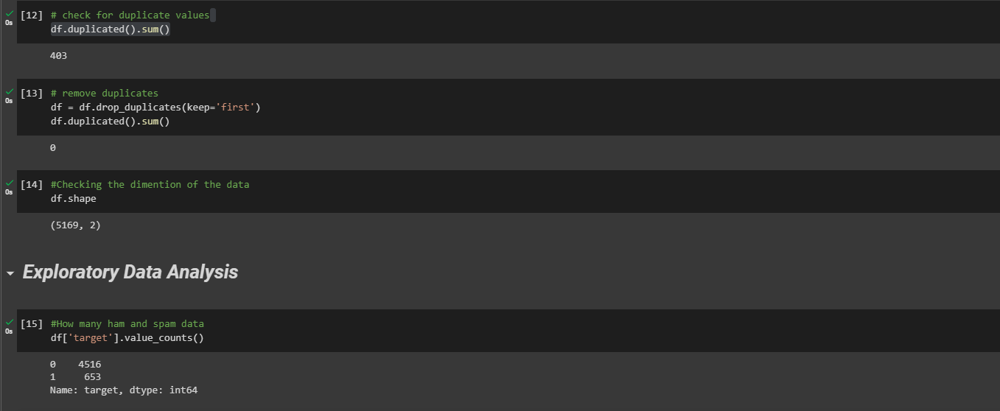 [12] # check for duplicate values
0s
df.duplicated().sum()
403
[13] # remove duplicates
0s
df = df.drop_duplicates(keep='first')
df.duplicated().sum()
0
[14] #Checking the dimention of the data
0s
df.shape
(5169, 2)
Exploratory Data Analysis
[15] #How many ham and spam data
0s
df['target'].value_counts()
0    4516
1     653
Name: target, dtype: int64